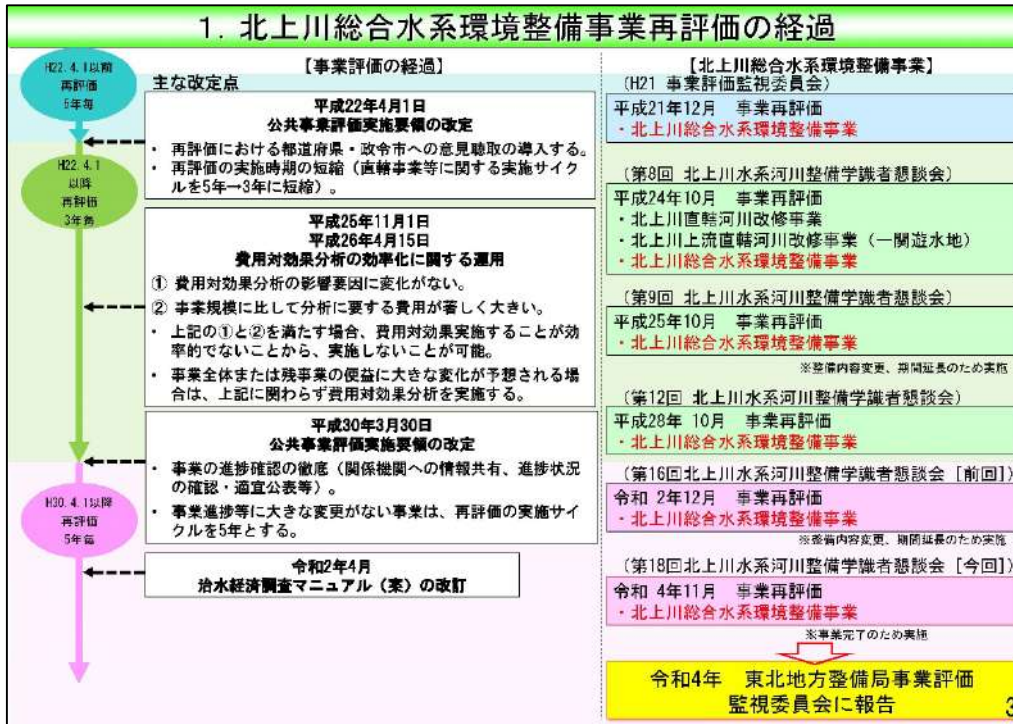 1. 北上川総合水系環境整備事業再評価の経過
H22.4.1以前
再評価
5年毎
H22.4.1
以降
再評価
3年毎
H30.4.1以降
再評価
5年毎
【事業評価の経過】
主な改定点
平成22年4月1日
公共事業評価実施要領の改定
・ 再評価における都道府県・政令市への意見聴取の導入する。
・ 再評価の実施時期の短縮（直轄事業等に関する実施サイク
ルを5年→3年に短縮）。
平成25年11月1日
平成26年4月15日
費用対効果分析の効率化に関する運用
① 費用対効果分析の影響要因に変化がない。
② 事業規模に比して分析に要する費用が著しく大きい。
・ 上記の①と②を満たす場合、費用対効果実施することが効
率的でないことから、実施しないことが可能。
・ 事業全体または残事業の便益に大きな変化が予想される場
合は、上記に関わらず費用対効果分析を実施する。
平成30年3月30日
公共事業評価実施要領の改定
・ 事業の進捗確認の徹底（関係機関への情報共有、進捗状況
の確認・適宜公表等）。
・ 事業進捗等に大きな変更がない事業は、再評価の実施サイ
クルを5年とする。
令和2年4月
治水経済調査マニュアル（案）の改訂
【北上川総合水系環境整備事業】
(H21 事業評価監視委員会)
平成21年12月 事業再評価
・北上川総合水系環境整備事業
(第8回 北上川水系河川整備学識者懇談会)
平成24年10月 事業再評価
・北上川直轄河川改修事業
・北上川上流直轄河川改修事業（一関遊水地）
・北上川総合水系環境整備事業
(第9回 北上川水系河川整備学識者懇談会)
平成25年10月 事業再評価
・北上川総合水系環境整備事業
※整備内容変更、期間延長のため実施
(第12回 北上川水系河川整備学識者懇談会)
平成28年 10月 事業再評価
・北上川総合水系環境整備事業
(第16回北上川水系河川整備学識者懇談会 [前回])
令和 2年12月 事業再評価
・北上川総合水系環境整備事業
※整備内容変更、期間延長のため実施
(第18回北上川水系河川整備学識者懇談会 [今回])
令和 4年11月 事業再評価
・北上川総合水系環境整備事業
※事業完了のため実施
令和4年 東北地方整備局事業評価
監視委員会に報告
3